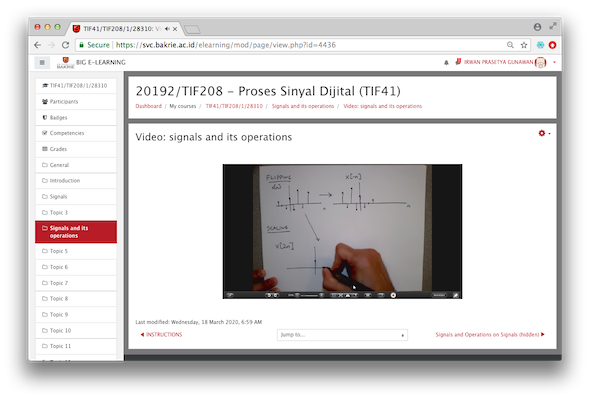 TIF41/TIF208/1/28310: Vi
Secure | https://svc.bakrie.ac.id/elearning/mod/page/view.php?id=4436
BAKRIE BIG E-LEARNING
IRWAN PRASETYA GUNAWAN
TIF41/TIF208/1/28310
Participants
Badges
Competencies
Grades
General
Introduction
Signals
Topic 3
Signals and its
operations
Topic 5
Topic 6
Topic 7
Topic 8
Topic 9
Topic 10
Topic 11
20192/TIF208 – Proses Sinyal Dijital (TIF41)
Dashboard / My courses / TIF41/TIF208/1/28310 / Signals and its operations / Video: signals and its operations
Video: signals and its operations
FLIPPING
x[n]
x[-n]
n
n
SCALING
x[2n]
Last modified: Wednesday, 18 March 2020, 6:59 AM
◀ INSTRUCTIONS
Jump to...
Signals and Operations on Signals (hidden) ▶